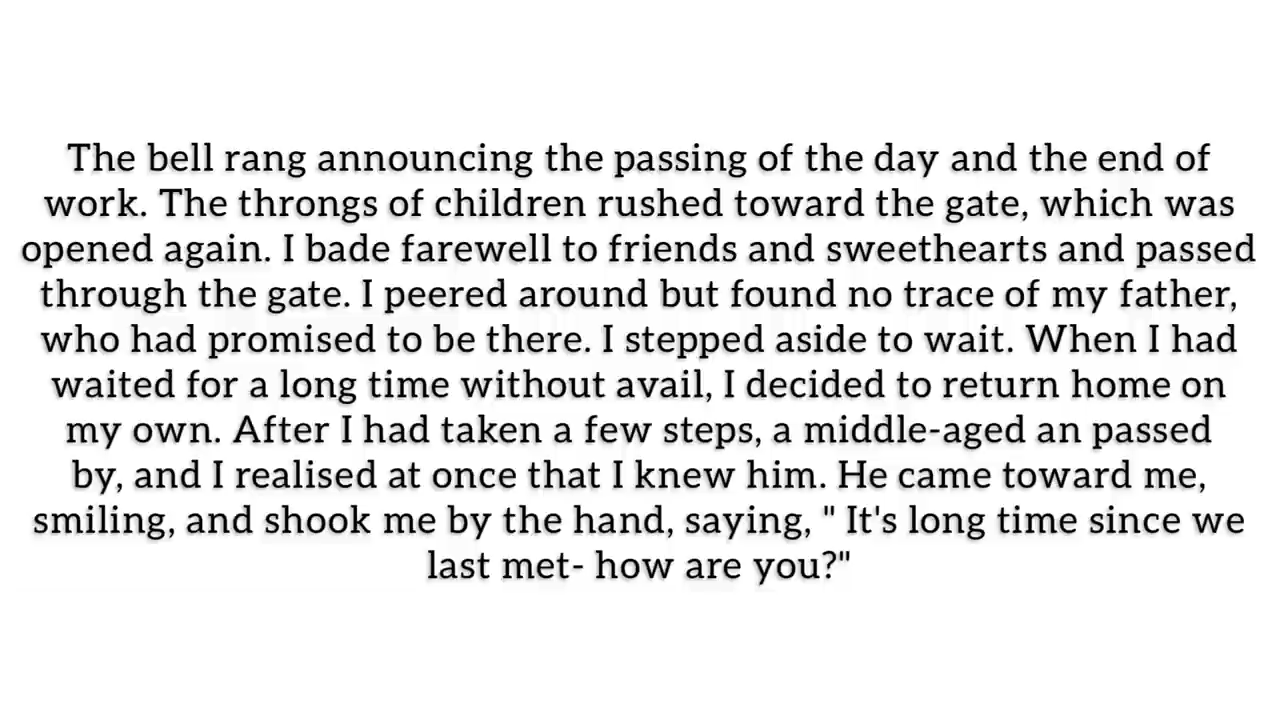 The bell rang announcing the passing of the day and the end of
work. The throngs of children rushed toward the gate, which was
opened again. I bade farewell to friends and sweethearts and passed
through the gate. I peered around but found no trace of my father,
who had promised to be there. I stepped aside to wait. When I had
waited for a long time without avail, I decided to return home on
my own. After I had taken a few steps, a middle-aged an passed
by, and I realised at once that I knew him. He came toward me,
smiling, and shook me by the hand, saying, " It's long time since we
last met- how are you?"